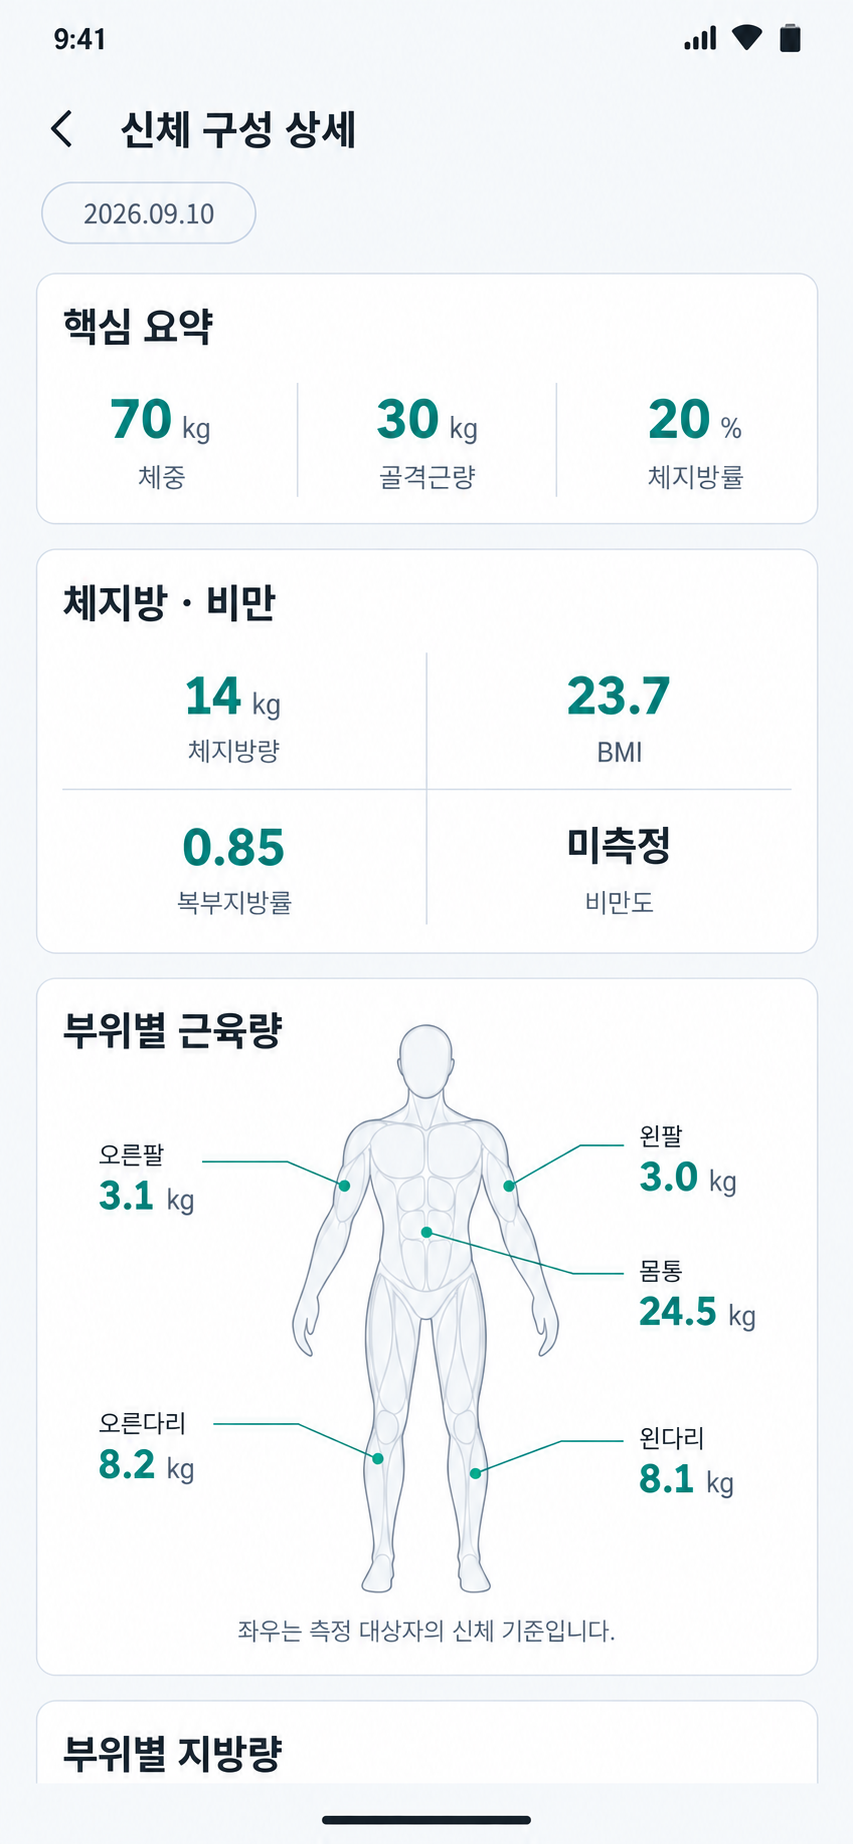 9:41
신체 구성 상세
2026.09.10
핵심 요약
70 kg
체중
30 kg
골격근량
20 %
체지방률
체지방 · 비만
14 kg
체지방량
23.7
BMI
0.85
복부지방률
미측정
비만도
부위별 근육량
오른팔
3.1 kg
왼팔
3.0 kg
몸통
24.5 kg
오른다리
8.2 kg
왼다리
8.1 kg
좌우는 측정 대상자의 신체 기준입니다.
부위별 지방량